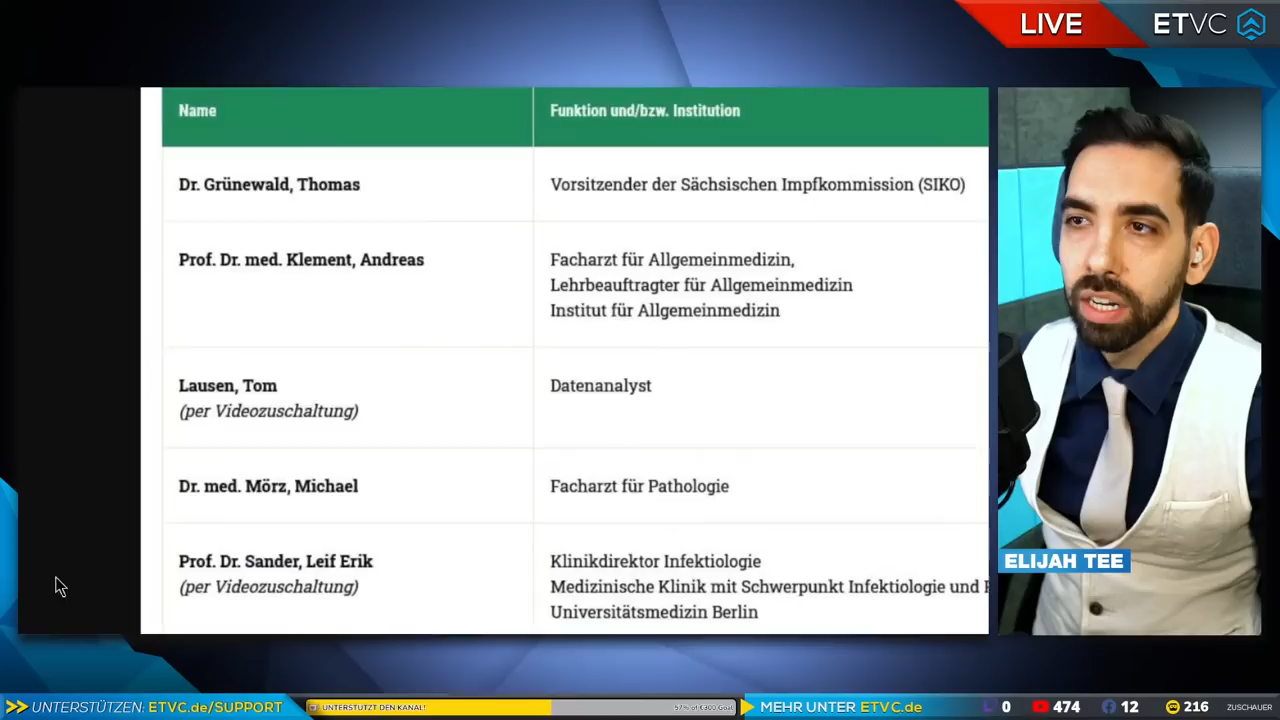 LIVE
ETVC
Name
Funktion und/bzw. Institution
Dr. Grünewald, Thomas
Vorsitzender der Sächsischen Impfkommission (SIKO)
Prof. Dr. med. Klement, Andreas
Facharzt für Allgemeinmedizin,
Lehrbeauftragter für Allgemeinmedizin
Institut für Allgemeinmedizin
Lausen, Tom
Datenanalyst
(per Videozuschaltung)
Dr. med. Mörz, Michael
Facharzt für Pathologie
Prof. Dr. Sander, Leif Erik
Klinikdirektor Infektiologie
(per Videozuschaltung)
Medizinische Klinik mit Schwerpunkt Infektiologie und
Universitätsmedizin Berlin
ELIJAH TEE
UNTERSTÜTZEN: ETVC.de/SUPPORT
UNTERSTÜTZT DEN KANAL!
57% of €300 Goal
MEHR UNTER ETVC.de
0
474
12
216
ZUSCHAUER